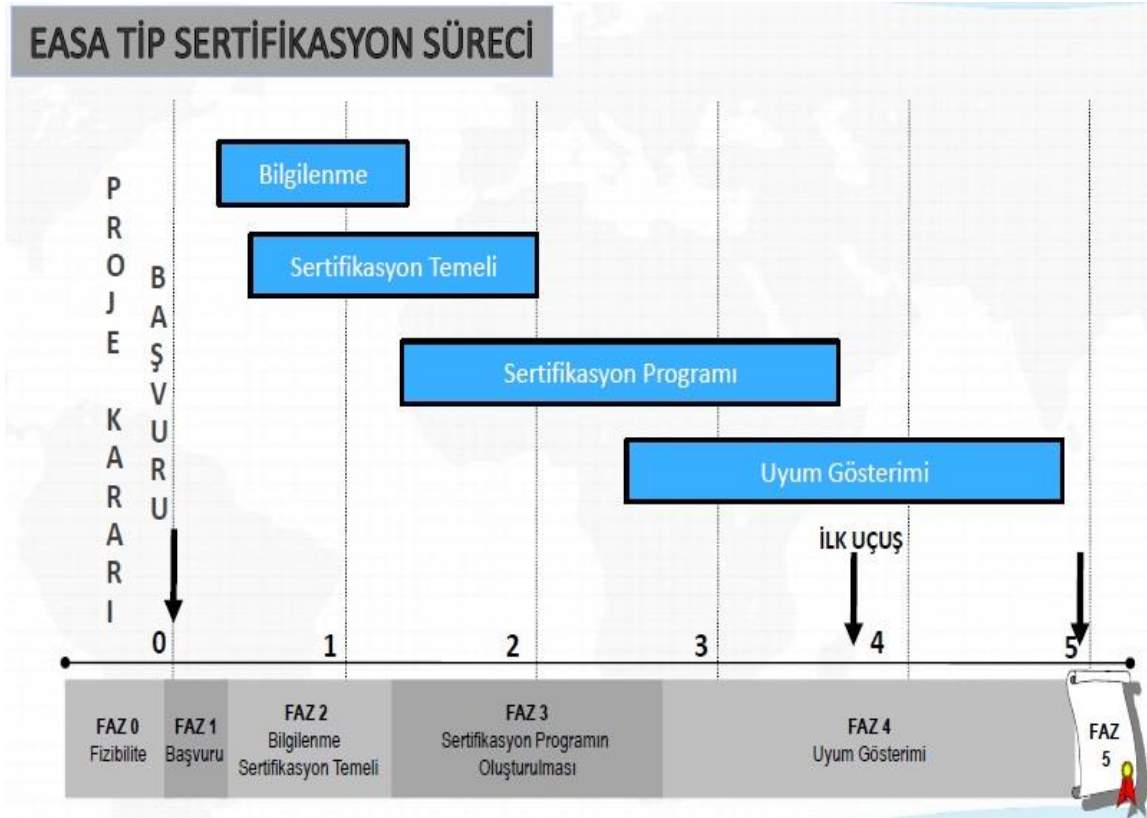 EASA TİP SERTİFİKASYON SÜRECİ
PROJE KARARI
BAŞVURU
Bilgilenme
Sertifikasyon Temeli
Sertifikasyon Programı
Uyum Gösterimi
İLK UÇUŞ
0 1 2 3 4 5
FAZ 0
Fizibilite
FAZ 1
Başvuru
FAZ 2
Bilgilenme
Sertifikasyon Temeli
FAZ 3
Sertifikasyon Programın
Oluşturulması
FAZ 4
Uyum Gösterimi
FAZ
5